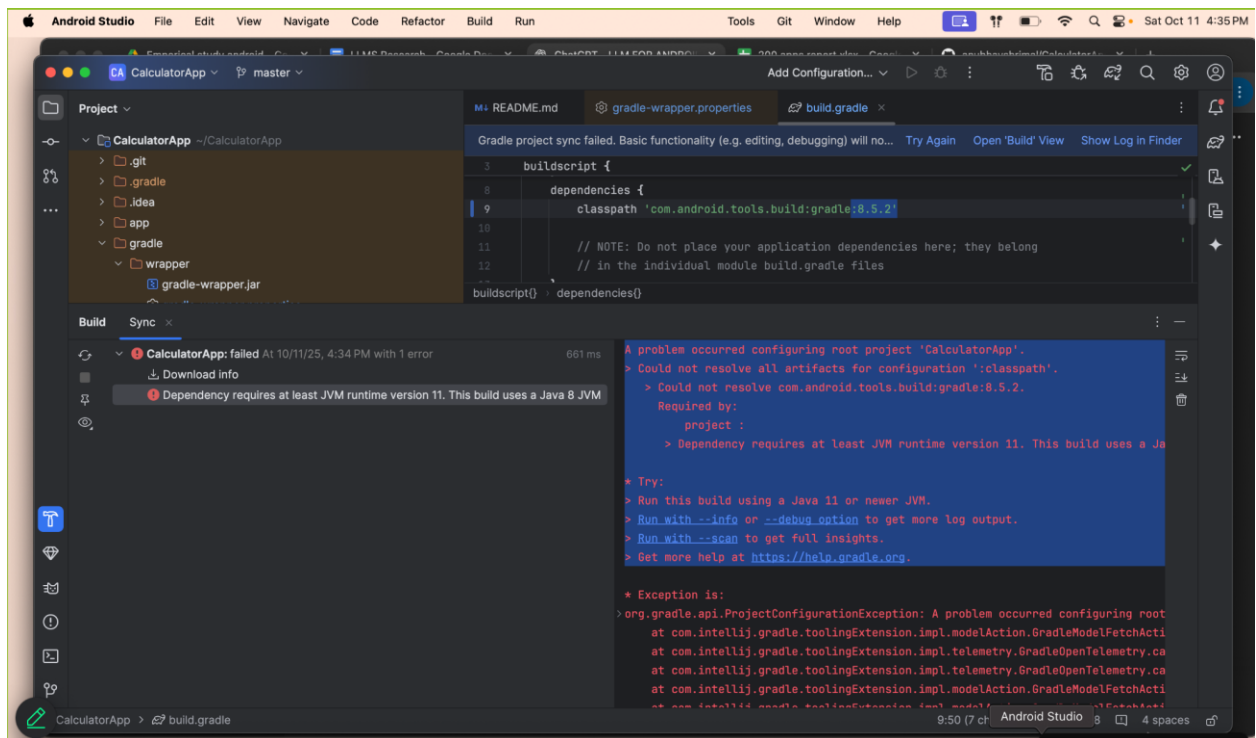 Android Studio File Edit View Navigate Code Refactor Build Run Tools Git Window Help Sat Oct 11 4:35 PM
CA CalculatorApp master Add Configuration...
Project
README.md gradle-wrapper.properties build.gradle
CalculatorApp ~/CalculatorApp
Gradle project sync failed. Basic functionality (e.g. editing, debugging) will no... Try Again Open 'Build' View Show Log in Finder
.git
.gradle
.idea
app
gradle
wrapper
gradle-wrapper.jar
3 buildscript {
8 dependencies {
9 classpath 'com.android.tools.build:gradle:8.5.2'
10
11 // NOTE: Do not place your application dependencies here; they belong
12 // in the individual module build.gradle files
buildscript{} › dependencies{}
Build Sync
CalculatorApp: failed At 10/11/25, 4:34 PM with 1 error 661 ms
Download info
Dependency requires at least JVM runtime version 11. This build uses a Java 8 JVM
A problem occurred configuring root project 'CalculatorApp'.
> Could not resolve all artifacts for configuration ':classpath'.
> Could not resolve com.android.tools.build:gradle:8.5.2.
Required by:
project :
> Dependency requires at least JVM runtime version 11. This build uses a Ja
* Try:
> Run this build using a Java 11 or newer JVM.
> Run with --info or --debug option to get more log output.
> Run with --scan to get full insights.
> Get more help at https://help.gradle.org.
* Exception is:
org.gradle.api.ProjectConfigurationException: A problem occurred configuring root
at com.intellij.gradle.toolingExtension.impl.modelAction.GradleModelFetchActi
at com.intellij.gradle.toolingExtension.impl.telemetry.GradleOpenTelemetry.ca
at com.intellij.gradle.toolingExtension.impl.telemetry.GradleOpenTelemetry.ca
at com.intellij.gradle.toolingExtension.impl.modelAction.GradleModelFetchActi
CalculatorApp > build.gradle 9:50 (7 ch Android Studio 8 4 spaces